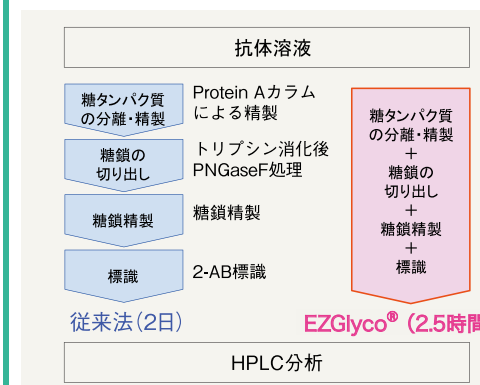 抗体溶液
糖タンパク質
の分離・精製
Protein Aカラム
による精製
糖鎖の
切り出し
トリプシン消化後
PNGaseF処理
糖鎖精製
糖鎖精製
標識
2-AB標識
従来法(2日)
糖タンパク質
の分離・精製
+
糖鎖の
切り出し
+
糖鎖精製
+
標識
EZGlyco®(2.5時間
HPLC分析